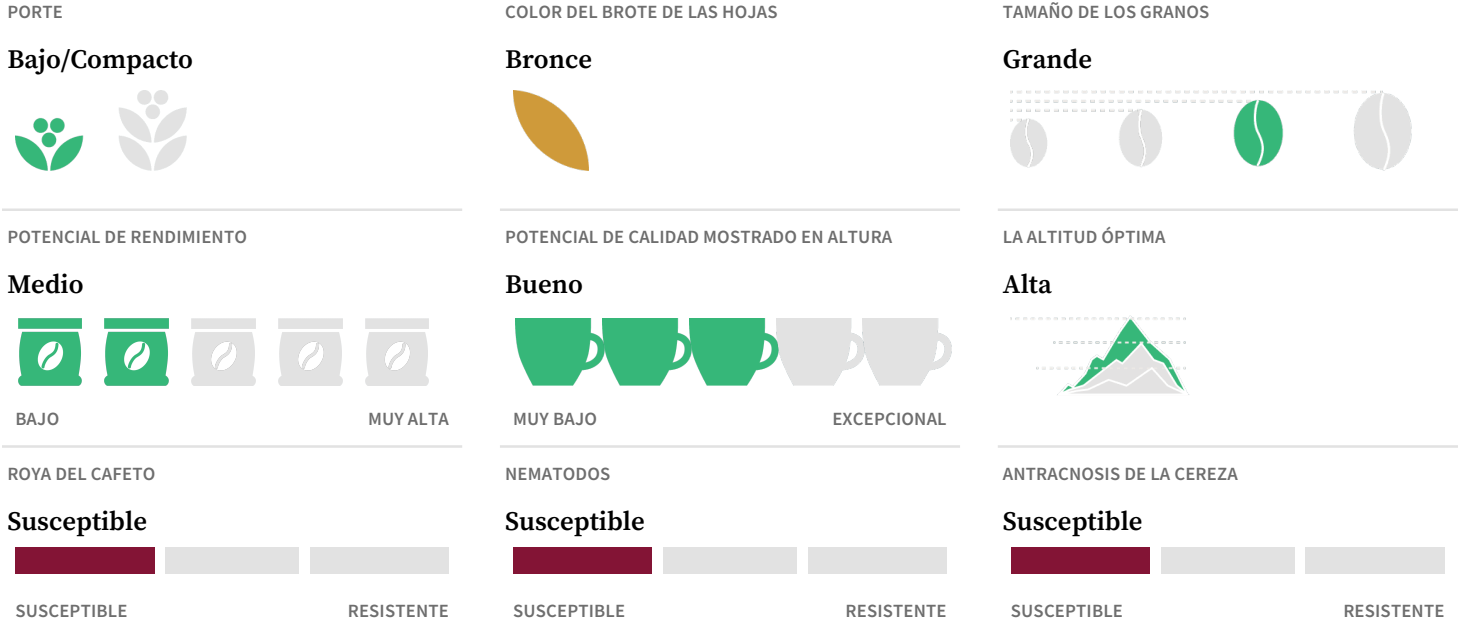 PORTE
Bajo/Compacto
COLOR DEL BROTE DE LAS HOJAS
Bronce
TAMAÑO DE LOS GRANOS
Grande
POTENCIAL DE RENDIMIENTO
Medio
BAJO
MUY ALTA
POTENCIAL DE CALIDAD MOSTRADO EN ALTURA
Bueno
MUY BAJO
EXCEPCIONAL
LA ALTITUD ÓPTIMA
Alta
ROYA DEL CAFETO
Susceptible
SUSCEPTIBLE
RESISTENTE
NEMATODOS
Susceptible
SUSCEPTIBLE
RESISTENTE
ANTRACNOSIS DE LA CEREZA
Susceptible
SUSCEPTIBLE
RESISTENTE